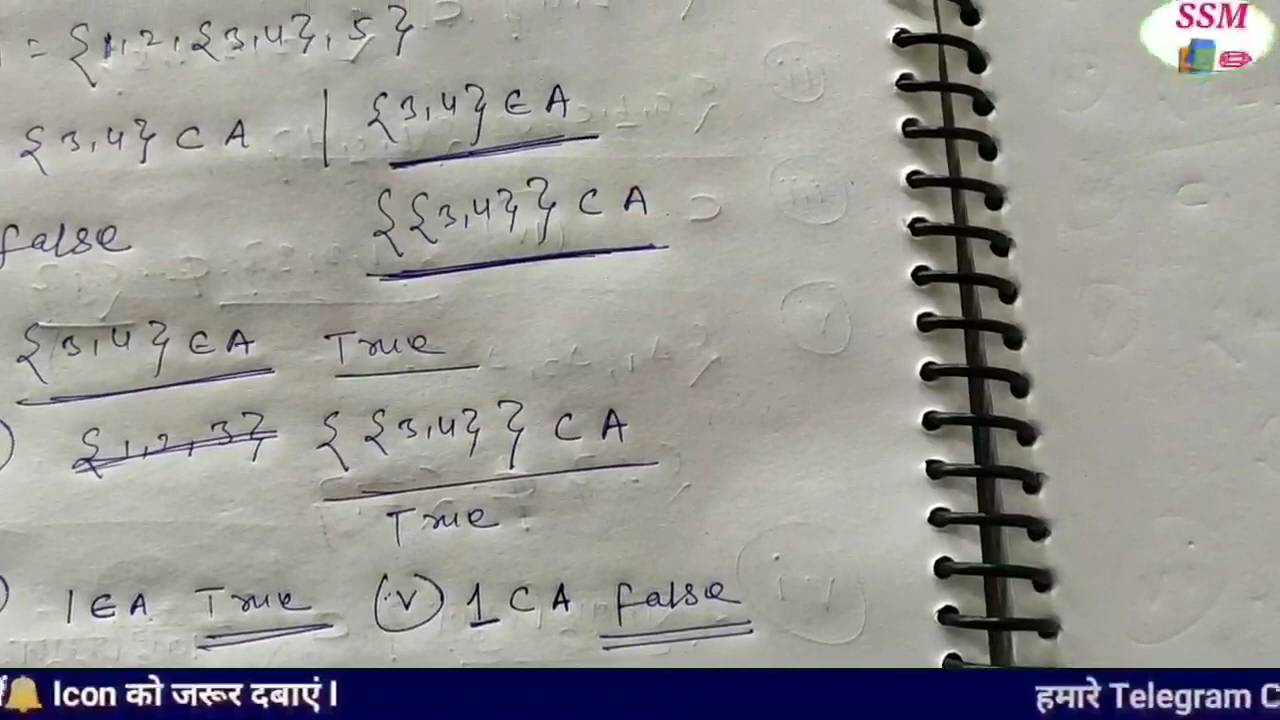 SSM
= {1, 2, {3,4}, 5}
{3,4} ⊂ A | {3,4} ∈ A
{{3,4}} ⊂ A
false
{3,4} ∈ A True
{1,2,3} {{3,4}} ⊂ A
True
1 ∈ A True (v) 1 ⊂ A false
🔔 Icon को जरूर दबाएं। हमारे Telegram C